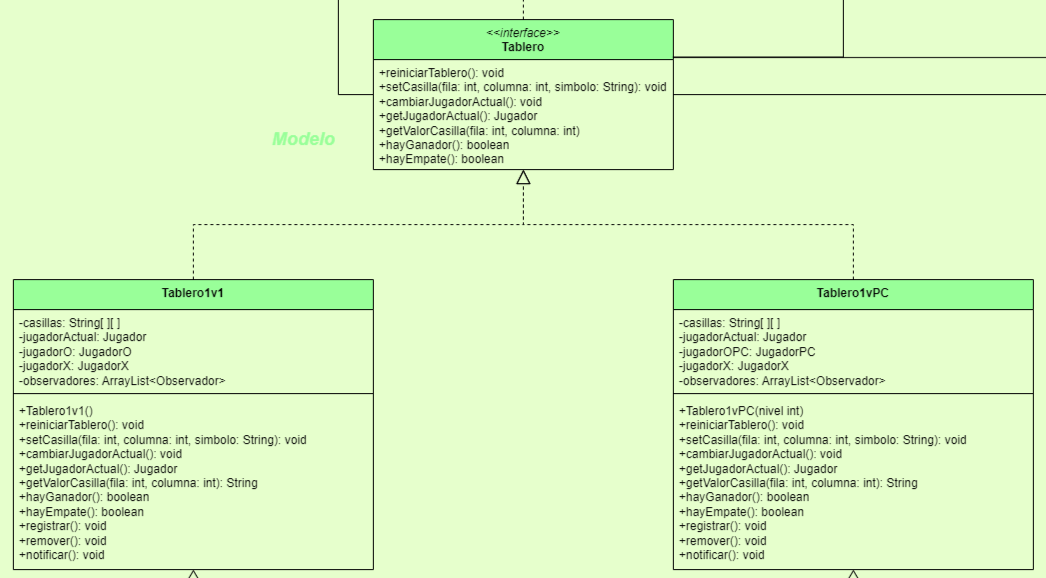 <<interface>>
Tablero
+reiniciarTablero(): void
+setCasilla(fila: int, columna: int, simbolo: String): void
+cambiarJugadorActual(): void
+getJugadorActual(): Jugador
+getValorCasilla(fila: int, columna: int)
+hayGanador(): boolean
+hayEmpate(): boolean
Modelo
Tablero1v1
-casillas: String[ ][ ]
-jugadorActual: Jugador
-jugadorO: JugadorO
-jugadorX: JugadorX
-observadores: ArrayList<Observador>
+Tablero1v1()
+reiniciarTablero(): void
+setCasilla(fila: int, columna: int, simbolo: String): void
+cambiarJugadorActual(): void
+getJugadorActual(): Jugador
+getValorCasilla(fila: int, columna: int): String
+hayGanador(): boolean
+hayEmpate(): boolean
+registrar(): void
+remover(): void
+notificar(): void
Tablero1vPC
-casillas: String[ ][ ]
-jugadorActual: Jugador
-jugadorOPC: JugadorPC
-jugadorX: JugadorX
-observadores: ArrayList<Observador>
+Tablero1vPC(nivel int)
+reiniciarTablero(): void
+setCasilla(fila: int, columna: int, simbolo: String): void
+cambiarJugadorActual(): void
+getJugadorActual(): Jugador
+getValorCasilla(fila: int, columna: int): String
+hayGanador(): boolean
+hayEmpate(): boolean
+registrar(): void
+remover(): void
+notificar(): void